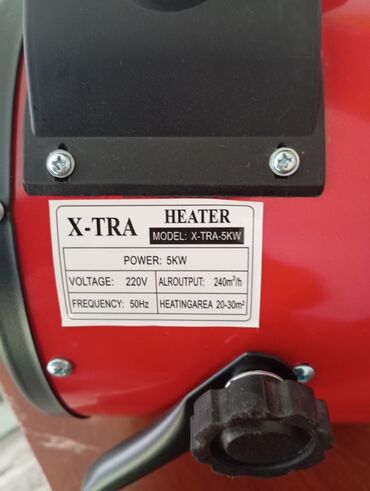 X-TRA HEATER
MODEL: X-TRA-5KW
POWER: 5KW
VOLTAGE: 220V ALROUTPUT: 240m³/h
FREQUENCY: 50Hz HEATINGAREA 20-30m²